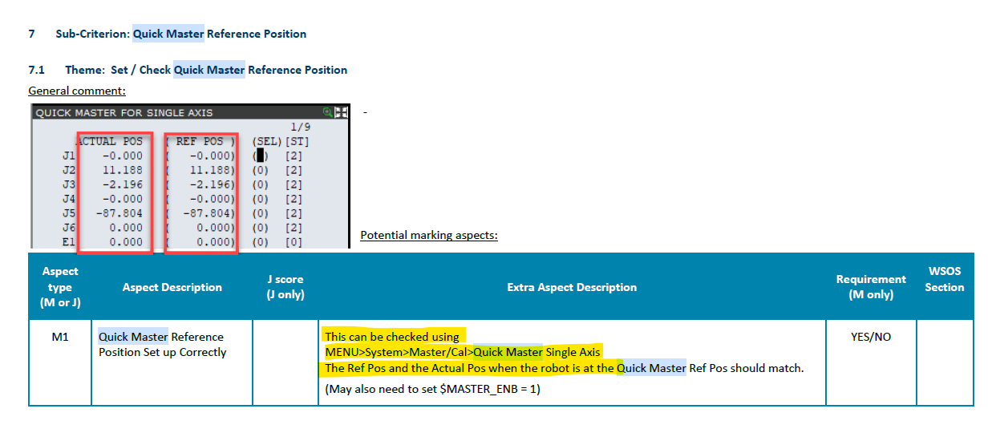 7 Sub-Criterion: Quick Master Reference Position
7.1 Theme: Set / Check Quick Master Reference Position
General comment:
QUICK MASTER FOR SINGLE AXIS
1/9
ACTUAL POS ( REF POS ) (SEL) [ST]
J1 -0.000 ( -0.000) ( ) [2]
J2 11.188 ( 11.188) (0) [2]
J3 -2.196 ( -2.196) (0) [2]
J4 -0.000 ( -0.000) (0) [2]
J5 -87.804 ( -87.804) (0) [2]
J6 0.000 ( 0.000) (0) [2]
E1 0.000 ( 0.000) (0) [0]
-
Potential marking aspects:
Aspect type (M or J) Aspect Description J score (J only) Extra Aspect Description Requirement (M only) WSOS Section
M1 Quick Master Reference Position Set up Correctly
This can be checked using
MENU>System>Master/Cal>Quick Master Single Axis
The Ref Pos and the Actual Pos when the robot is at the Quick Master Ref Pos should match.
(May also need to set $MASTER_ENB = 1)
YES/NO